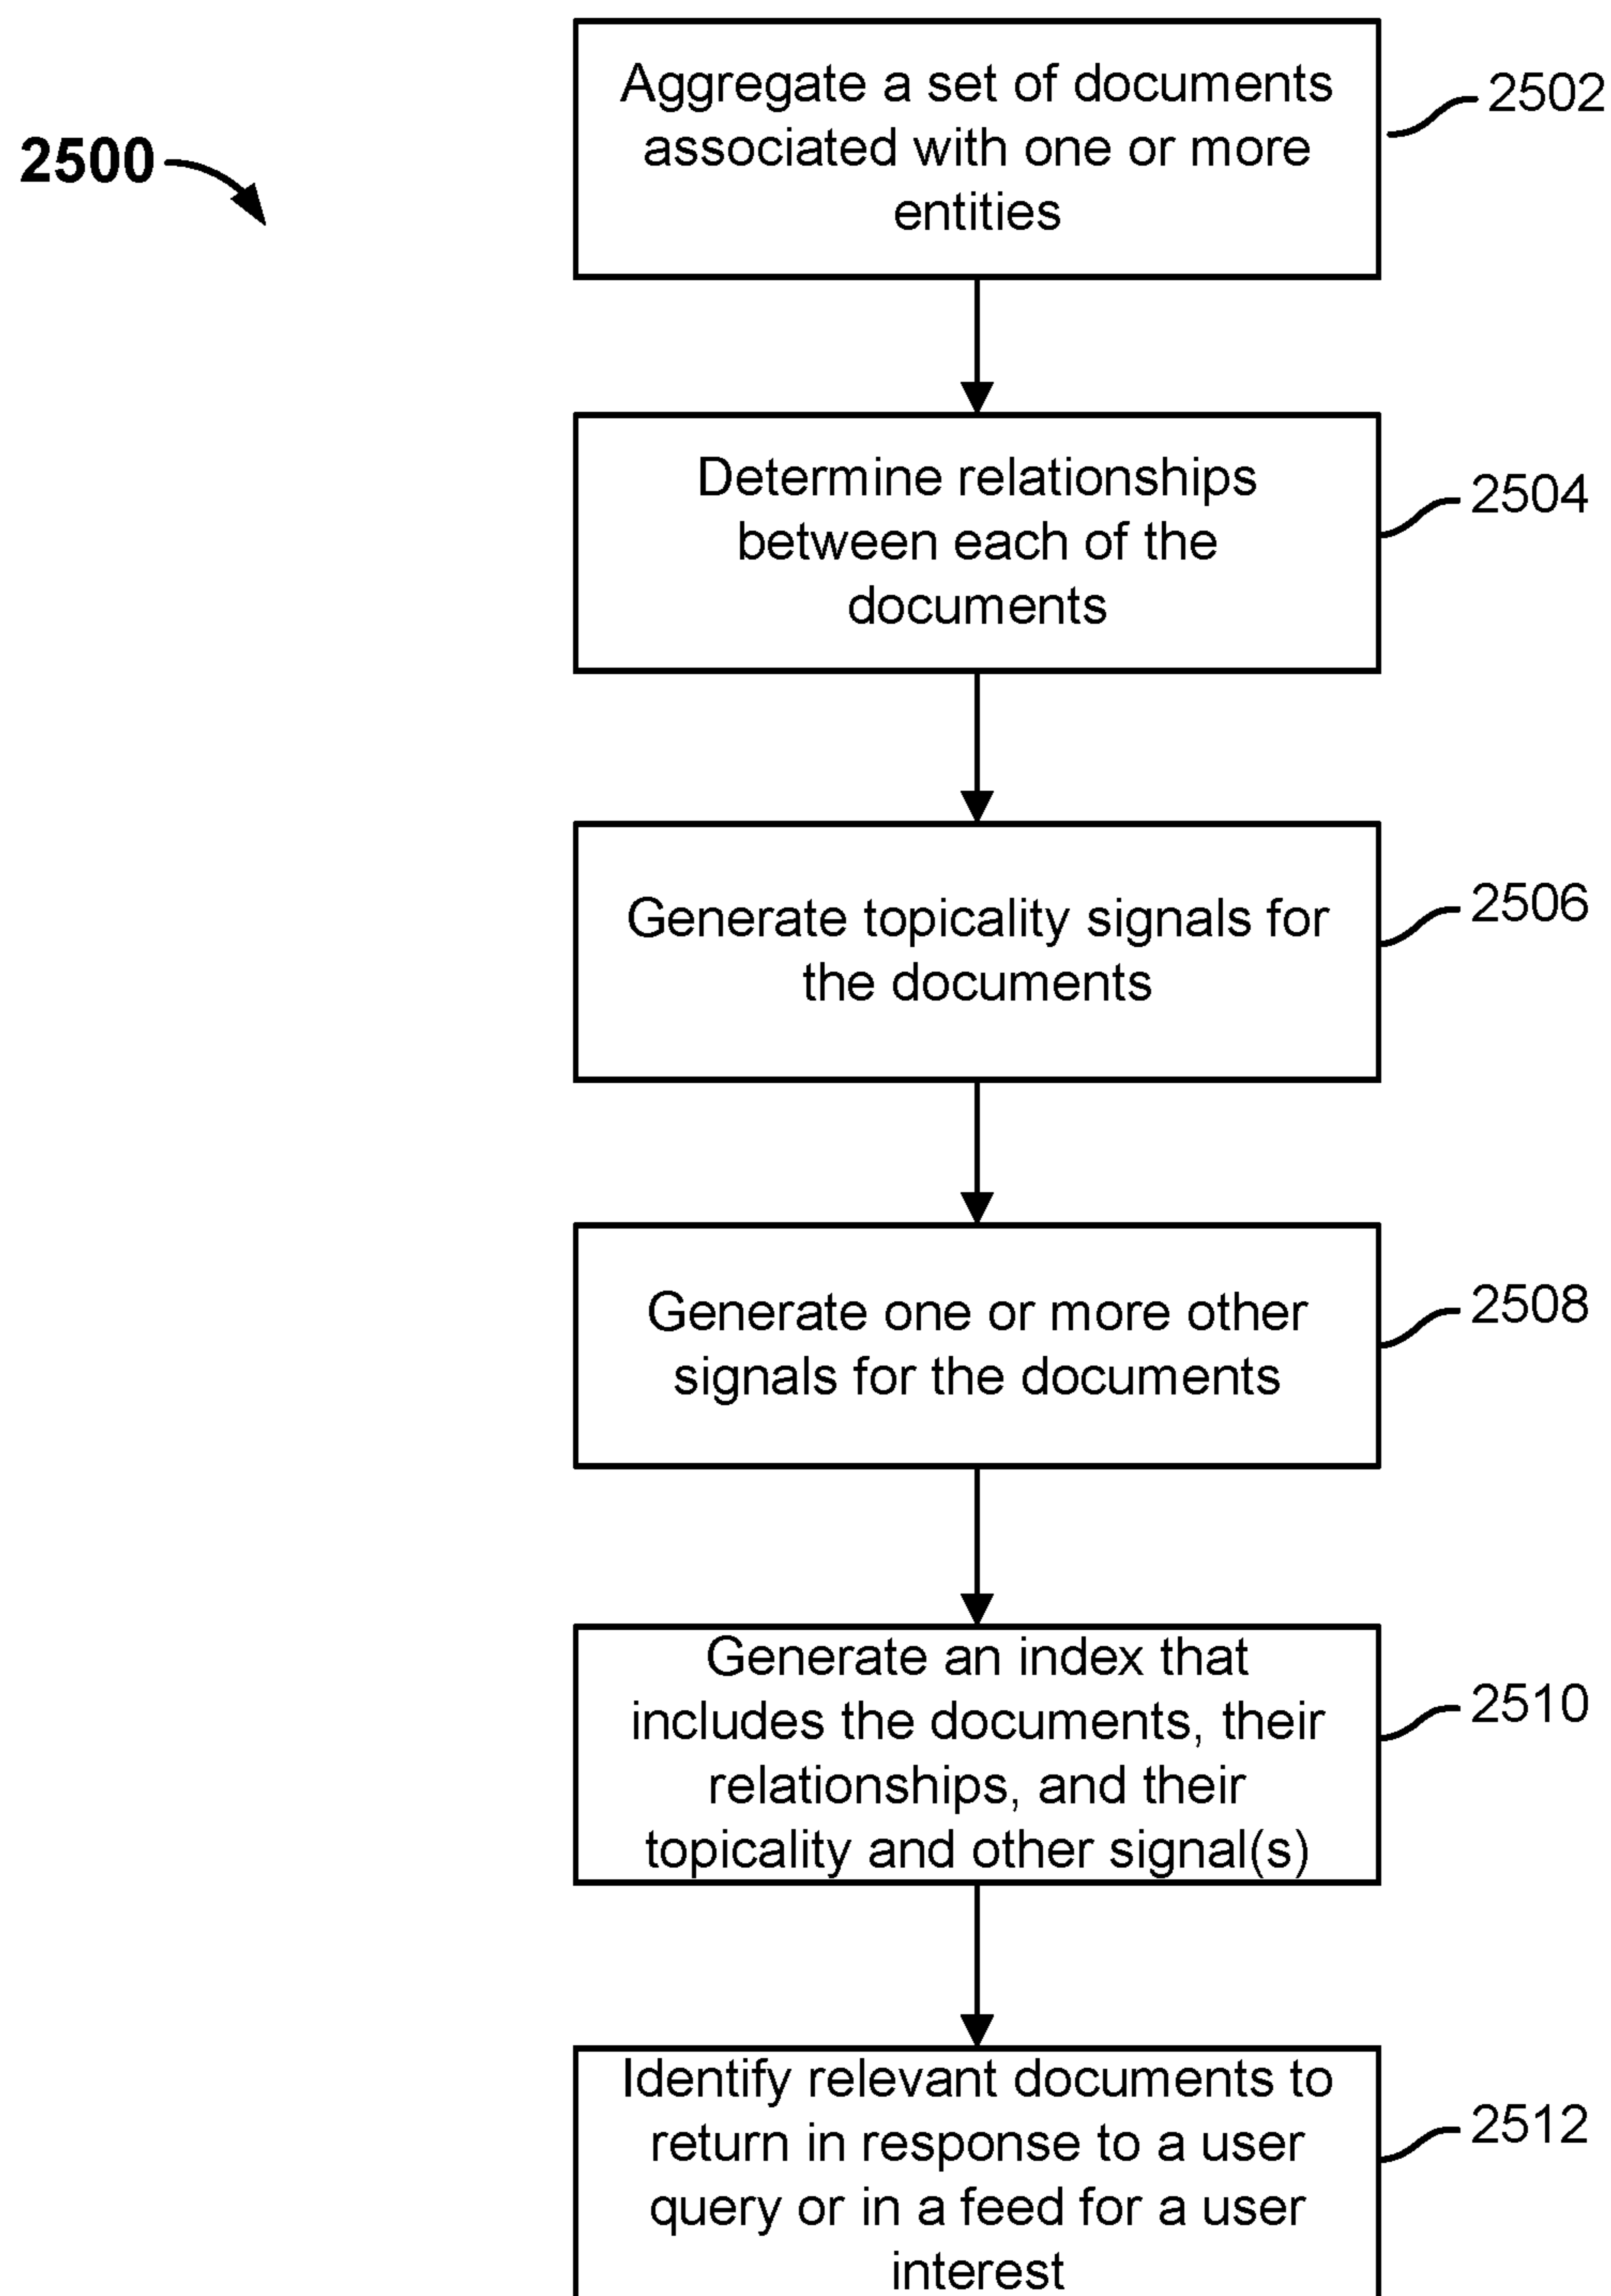 Aggregate a set of documents
associated with one or more
entities
2502
2500
Determine relationships
between each of the
documents
2504
Generate topicality signals for
the documents
2506
Generate one or more other
signals for the documents
2508
Generate an index that
includes the documents, their
relationships, and their
topicality and other signal(s)
2510
Identify relevant documents to
return in response to a user
query or in a feed for a user
interest
2512